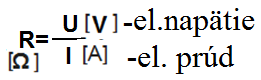 U [V] -el.napätie
R=
[Ω] I [A] -el. prúd